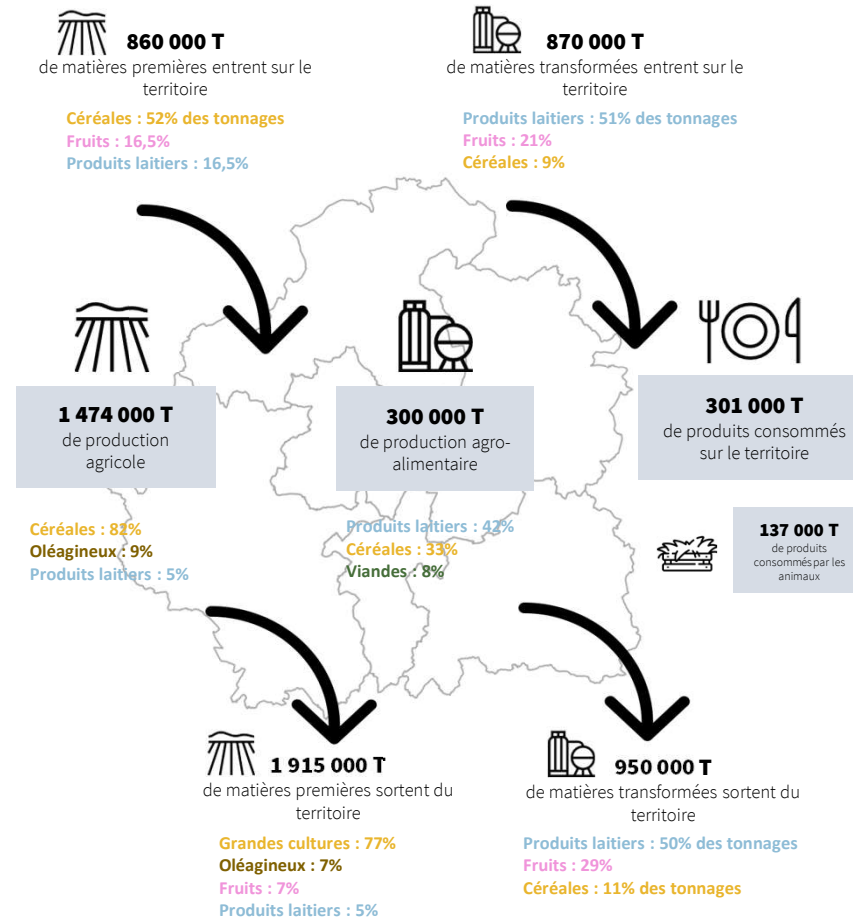 860 000 T
de matières premières entrent sur le
territoire
Céréales : 52% des tonnages
Fruits : 16,5%
Produits laitiers : 16,5%
870 000 T
de matières transformées entrent sur le
territoire
Produits laitiers : 51% des tonnages
Fruits : 21%
Céréales : 9%
1 474 000 T
de production
agricole
Céréales : 82%
Oléagineux : 9%
Produits laitiers : 5%
300 000 T
de production agro-
alimentaire
Produits laitiers : 42%
Céréales : 33%
Viandes : 8%
301 000 T
de produits consommés
sur le territoire
137 000 T
de produits
consommés par les
animaux
1 915 000 T
de matières premières sortent du
territoire
Grandes cultures : 77%
Oléagineux : 7%
Fruits : 7%
Produits laitiers : 5%
950 000 T
de matières transformées sortent du
territoire
Produits laitiers : 50% des tonnages
Fruits : 29%
Céréales : 11% des tonnages